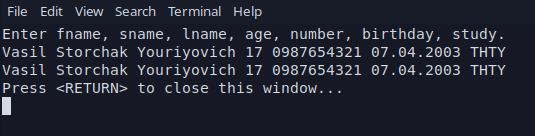 File Edit View Search Terminal Help
Enter fname, sname, lname, age, number, birthday, study.
Vasil Storchak Youriyovich 17 0987654321 07.04.2003 THTY
Vasil Storchak Youriyovich 17 0987654321 07.04.2003 THTY
Press <RETURN> to close this window...